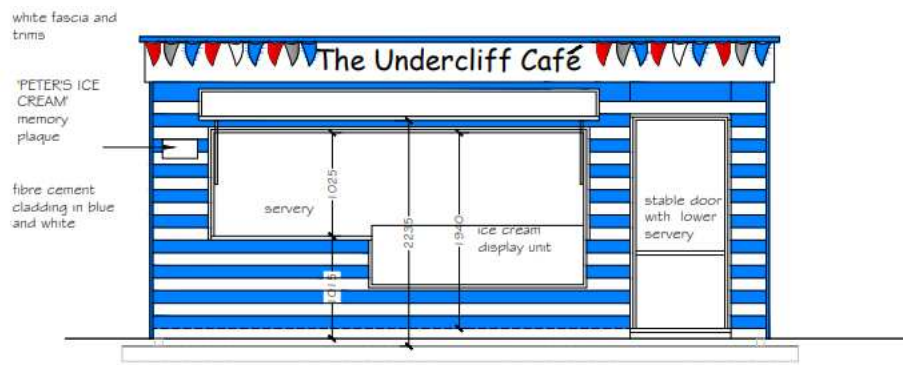 white fascia and
trims
'PETER'S ICE
CREAM'
memory
plaque
fibre cement
cladding in blue
and white
The Undercliff Café
servery
1025
1015
2235
1940
ice cream
display unit
stable door
with lower
servery